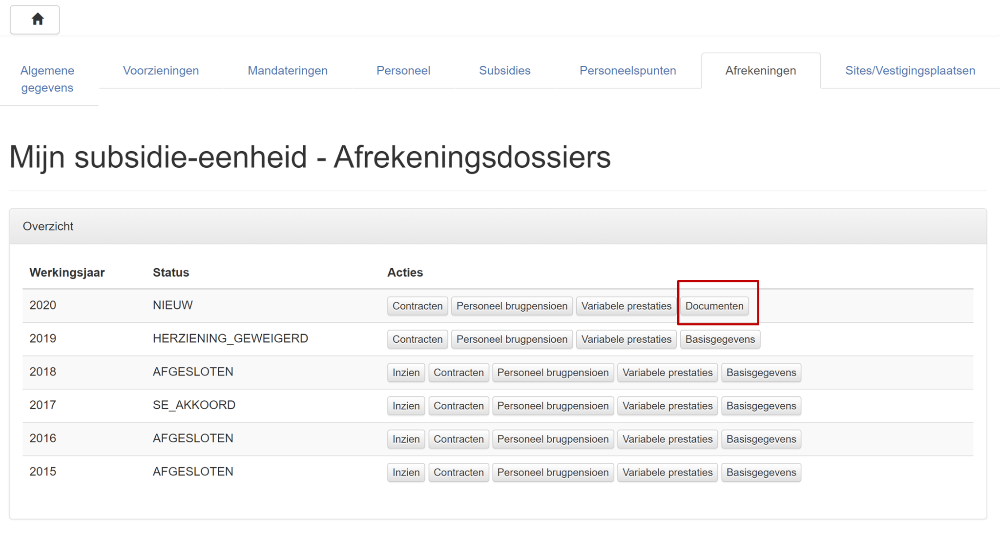 Algemene
gegevens
Voorzieningen
Mandateringen
Personeel
Subsidies
Personeelspunten
Afrekeningen
Sites/Vestigingsplaatsen
Mijn subsidie-eenheid - Afrekeningsdossiers
Overzicht
Werkingsjaar Status Acties
2020 NIEUW Contracten Personeel brugpensioen Variabele prestaties Documenten
2019 HERZIENING_GEWEIGERD Contracten Personeel brugpensioen Variabele prestaties Basisgegevens
2018 AFGESLOTEN Inzien Contracten Personeel brugpensioen Variabele prestaties Basisgegevens
2017 SE_AKKOORD Inzien Contracten Personeel brugpensioen Variabele prestaties Basisgegevens
2016 AFGESLOTEN Inzien Contracten Personeel brugpensioen Variabele prestaties Basisgegevens
2015 AFGESLOTEN Inzien Contracten Personeel brugpensioen Variabele prestaties Basisgegevens